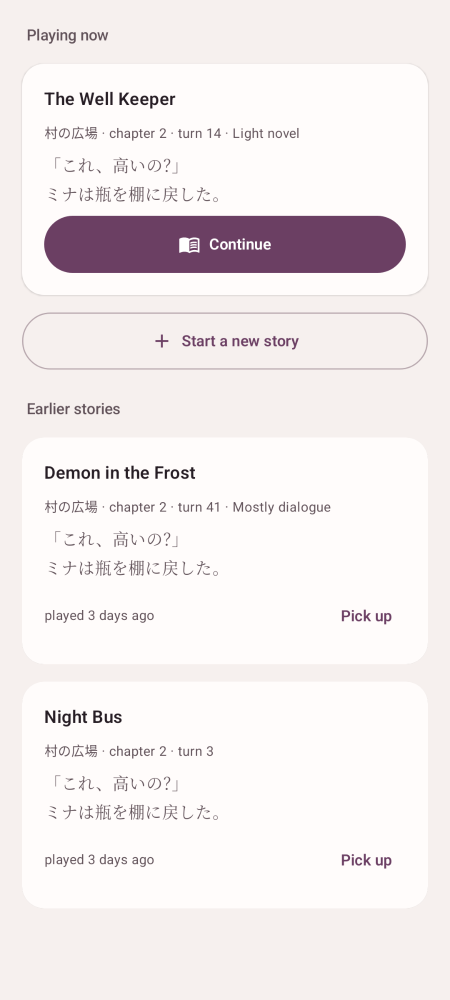 Playing now
The Well Keeper
村の広場 · chapter 2 · turn 14 · Light novel
「これ、高いの?」
ミナは瓶を棚に戻した。
Continue
+ Start a new story
Earlier stories
Demon in the Frost
村の広場 · chapter 2 · turn 41 · Mostly dialogue
「これ、高いの?」
ミナは瓶を棚に戻した。
played 3 days ago Pick up
Night Bus
村の広場 · chapter 2 · turn 3
「これ、高いの?」
ミナは瓶を棚に戻した。
played 3 days ago Pick up